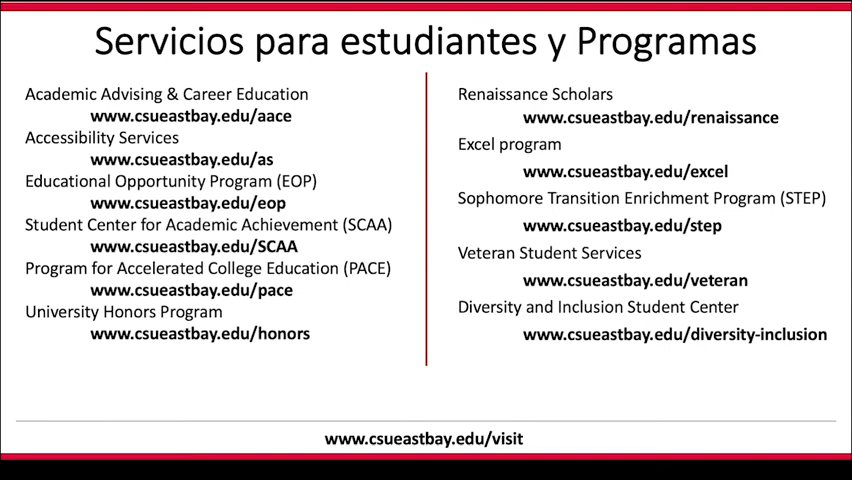 Servicios para estudiantes y Programas
Academic Advising & Career Education
www.csueastbay.edu/aace
Accessibility Services
www.csueastbay.edu/as
Educational Opportunity Program (EOP)
www.csueastbay.edu/eop
Student Center for Academic Achievement (SCAA)
www.csueastbay.edu/SCAA
Program for Accelerated College Education (PACE)
www.csueastbay.edu/pace
University Honors Program
www.csueastbay.edu/honors
Renaissance Scholars
www.csueastbay.edu/renaissance
Excel program
www.csueastbay.edu/excel
Sophomore Transition Enrichment Program (STEP)
www.csueastbay.edu/step
Veteran Student Services
www.csueastbay.edu/veteran
Diversity and Inclusion Student Center
www.csueastbay.edu/diversity-inclusion
www.csueastbay.edu/visit